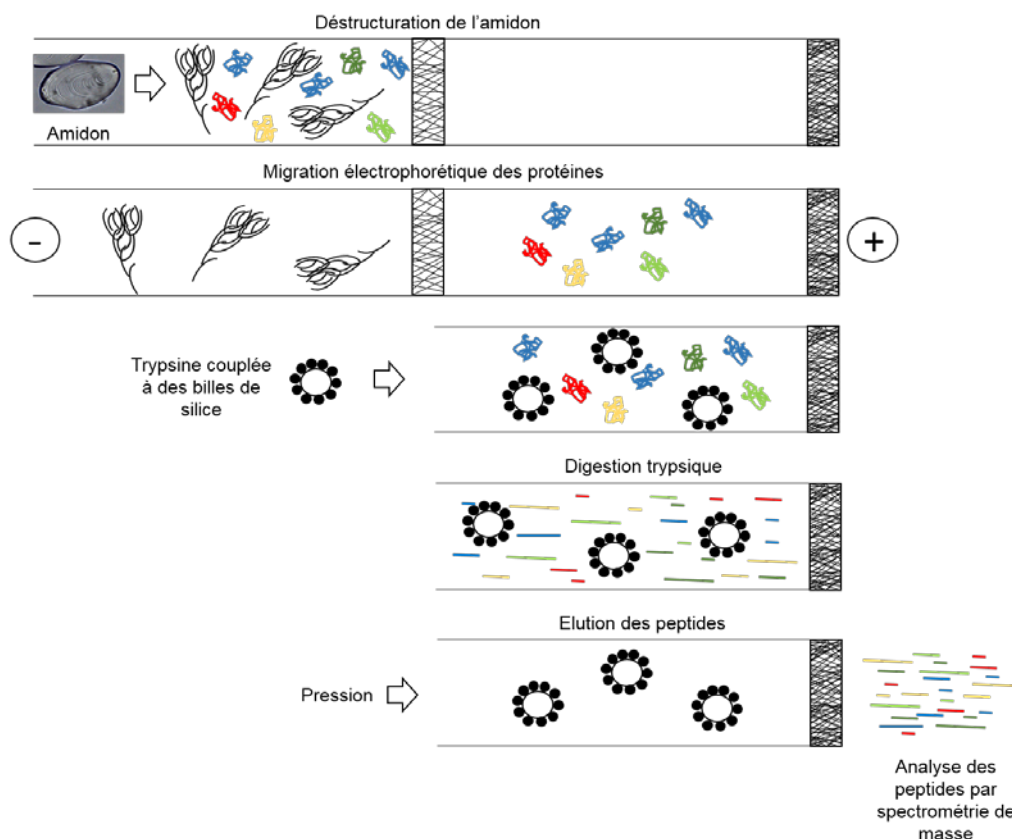 Déstructuration de l'amidon
Amidon
Migration électrophorétique des protéines
-
+
Trypsine couplée
à des billes de
silice
Digestion trypsique
Elution des peptides
Pression
Analyse des
peptides par
spectrométrie de
masse